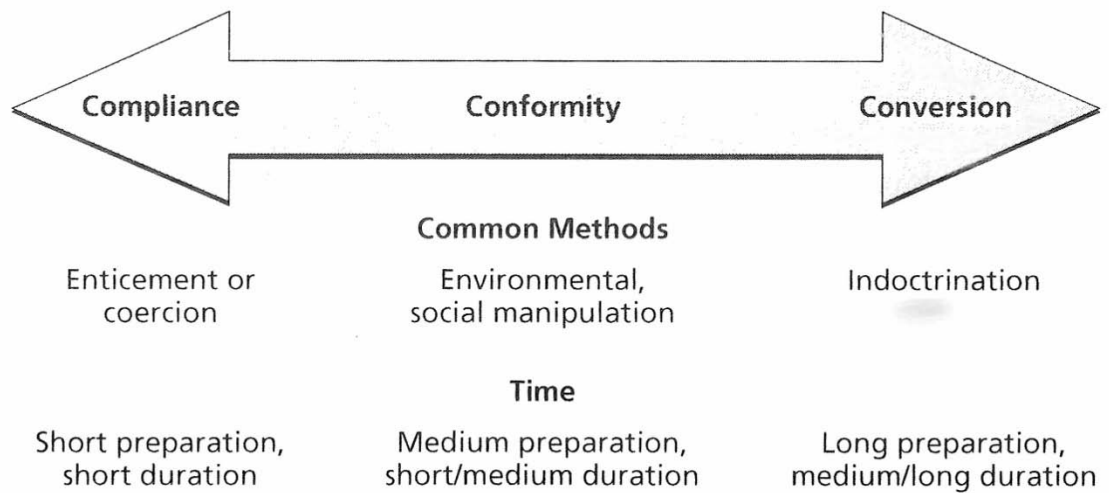 Compliance Conformity Conversion
Common Methods
Enticement or Environmental, Indoctrination
coercion social manipulation
Time
Short preparation, Medium preparation, Long preparation,
short duration short/medium duration medium/long duration